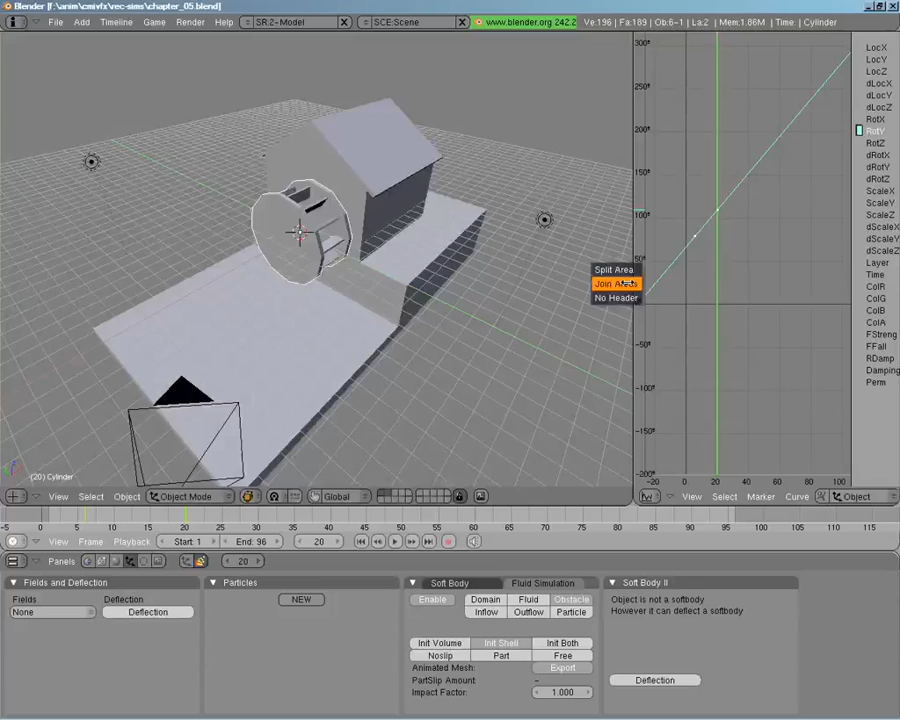 Blender [f:\anim\cmivfx\rec-sims\chapter_05.blend]
File Add Timeline Game Render Help SR:2-Model SCE:Scene www.blender.org 242.2 Ve:196 | Fa:189 | Ob:6-1 | La:2 | Mem:1.86M | Time: | Cylinder
300
250
200
150
100
50
-50
-100
-150
-200
-20 0 20 40 60 80 100
LocX
LocY
LocZ
dLocX
dLocY
dLocZ
RotX
RotY
RotZ
dRotX
dRotY
dRotZ
ScaleX
ScaleY
ScaleZ
dScaleX
dScaleY
dScaleZ
Layer
Time
ColR
ColG
ColB
ColA
FStreng
FFall
RDamp
Damping
Perm
Split Area
Join Areas
No Header
(20) Cylinder
View Select Object Object Mode Global View Select Marker Curve Object
-5 0 5 10 15 20 25 30 35 40 45 50 55 60 65 70 75 80 85 90 95 100 105 110 115
View Frame Playback Start: 1 End: 96 20
Panels 20
Fields and Deflection Particles Soft Body Fluid Simulation Soft Body II
Fields Deflection
None Deflection
NEW
Enable Domain Fluid Obstacle
Inflow Outflow Particle
Init Volume Init Shell Init Both
Noslip Part Free
Animated Mesh: Export
PartSlip Amount: -
Impact Factor: 1.000
Object is not a softbody
However it can deflect a softbody
Deflection